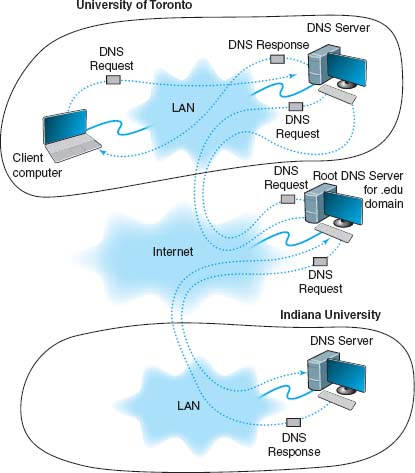 University of Toronto
DNS
Request
DNS Response
DNS Server
LAN
DNS
Request
Client
computer
DNS
Request
Root DNS Server
for .edu
domain
Internet
DNS
Request
Indiana University
DNS Server
LAN
DNS
Response